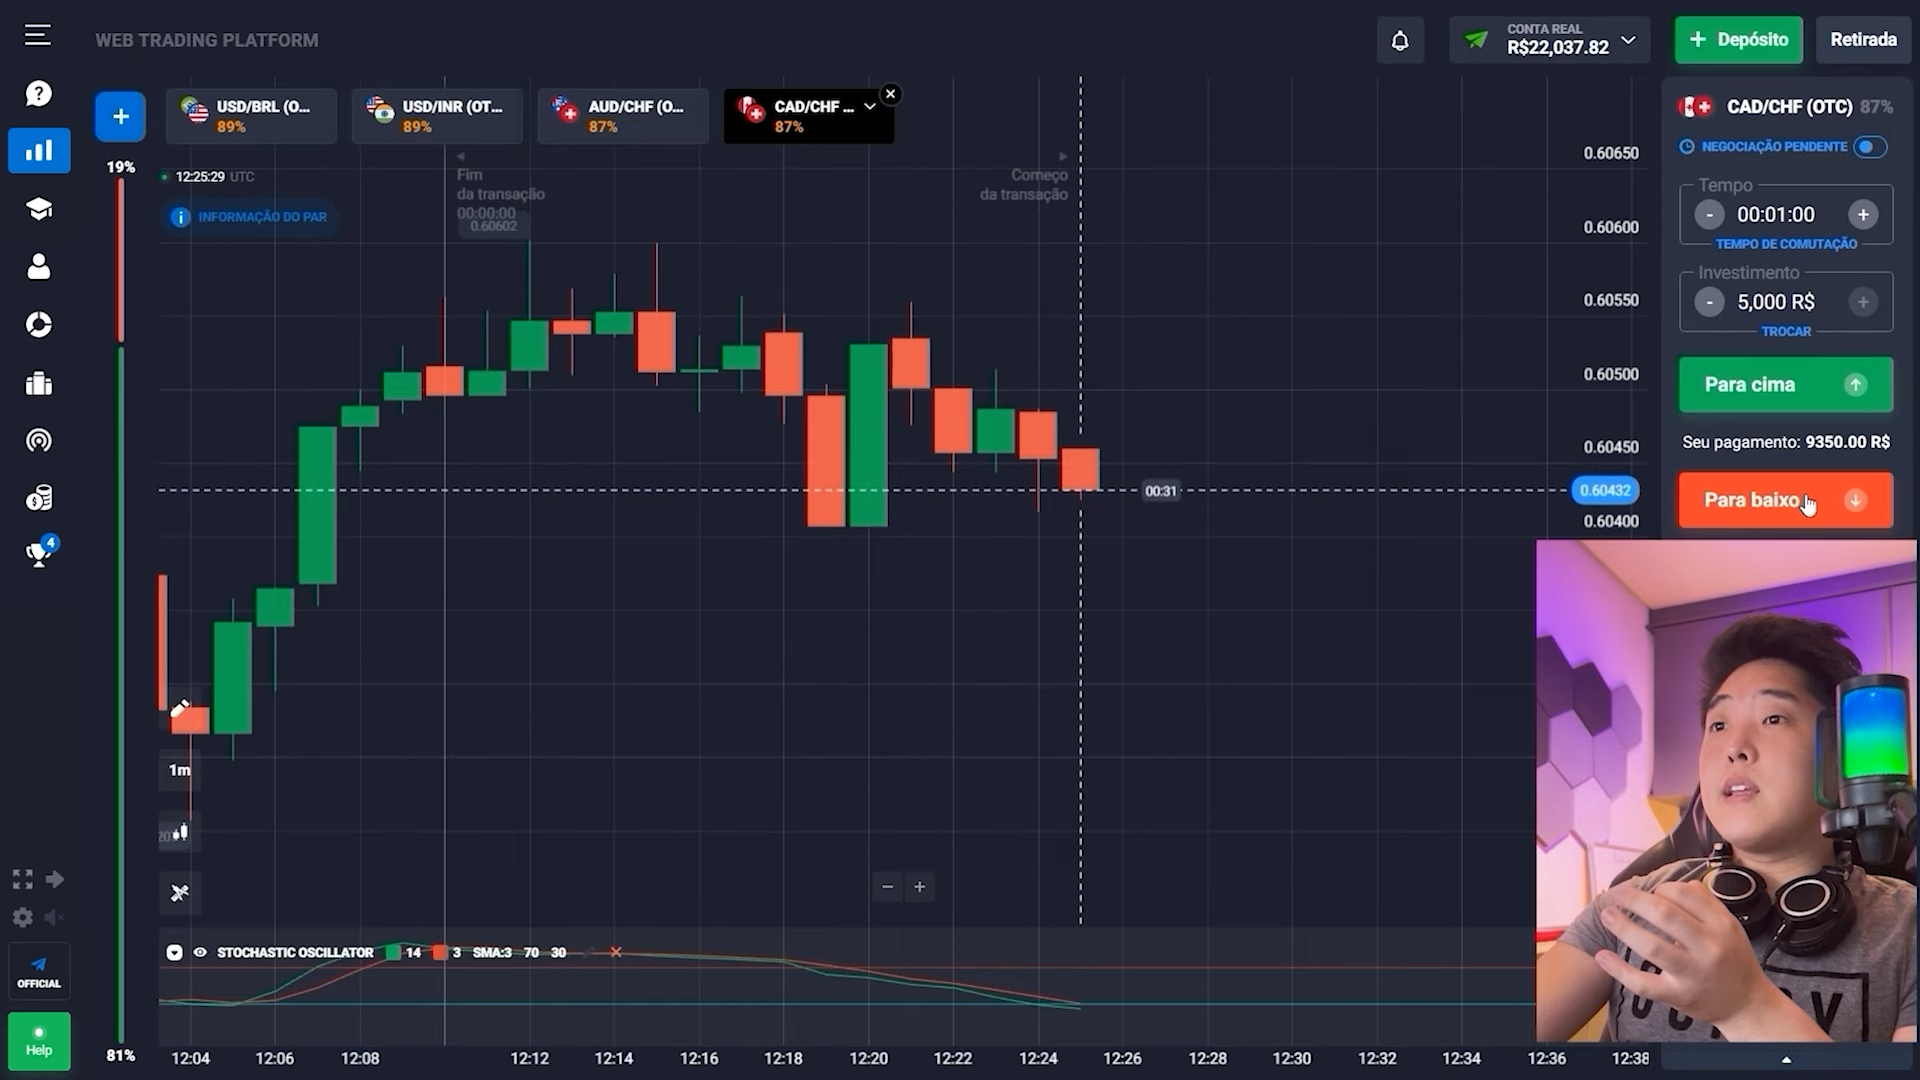 WEB TRADING PLATFORM
CONTA REAL
R$22,037.82
+ Depósito
Retirada
USD/BRL (O...
89%
USD/INR (OT...
89%
AUD/CHF (O...
87%
CAD/CHF ...
87%
CAD/CHF (OTC) 87%
NEGOCIAÇÃO PENDENTE
Tempo
- 00:01:00 +
TEMPO DE COMUTAÇÃO
Investimento
- 5,000 R$ +
TROCAR
Para cima
Seu pagamento: 9350.00 R$
Para baixo
19%
12:25:29 UTC
INFORMAÇÃO DO PAR
Fim
da transação
00:00:00
0.60602
Começo
da transação
0.60650
0.60600
0.60550
0.60500
0.60450
00:31
0.60432
0.60400
4
1m
STOCHASTIC OSCILLATOR 14 3 SMA:3 70 30
OFFICIAL
Help
81%
12:04 12:06 12:08 12:12 12:14 12:16 12:18 12:20 12:22 12:24 12:26 12:28 12:30 12:32 12:34 12:36 12:38